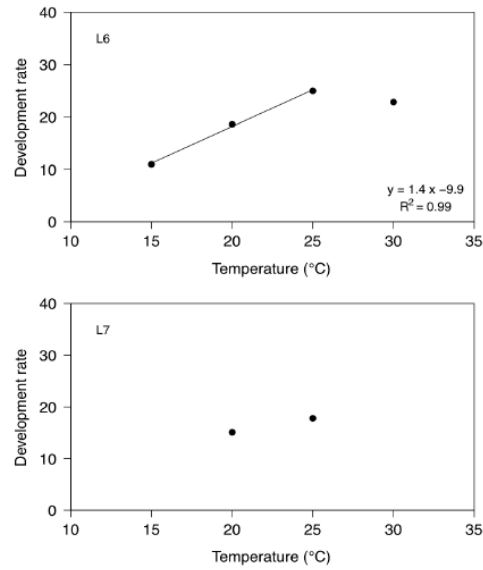 40
L6
30
Development rate
20
10
y = 1.4 x −9.9
R² = 0.99
0
10 15 20 25 30 35
Temperature (°C)
40
L7
30
Development rate
20
10
0
10 15 20 25 30 35
Temperature (°C)